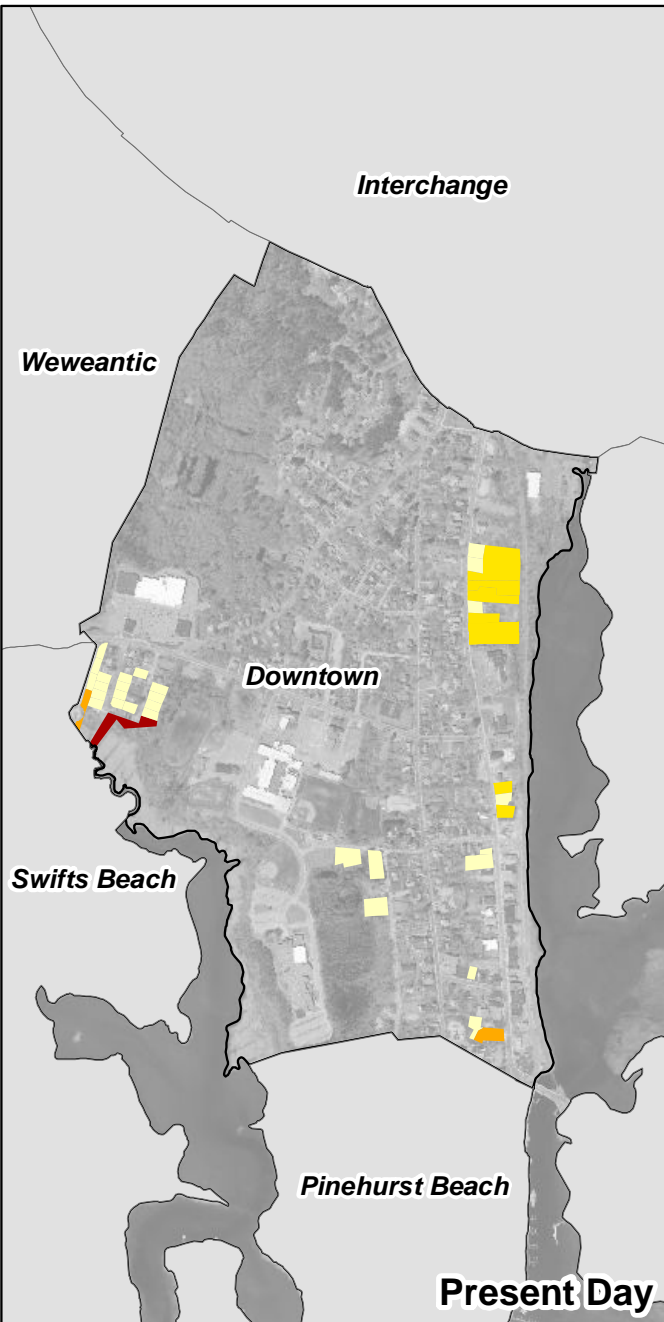 Interchange
Weweantic
Downtown
Swifts Beach
Pinehurst Beach
Present Day